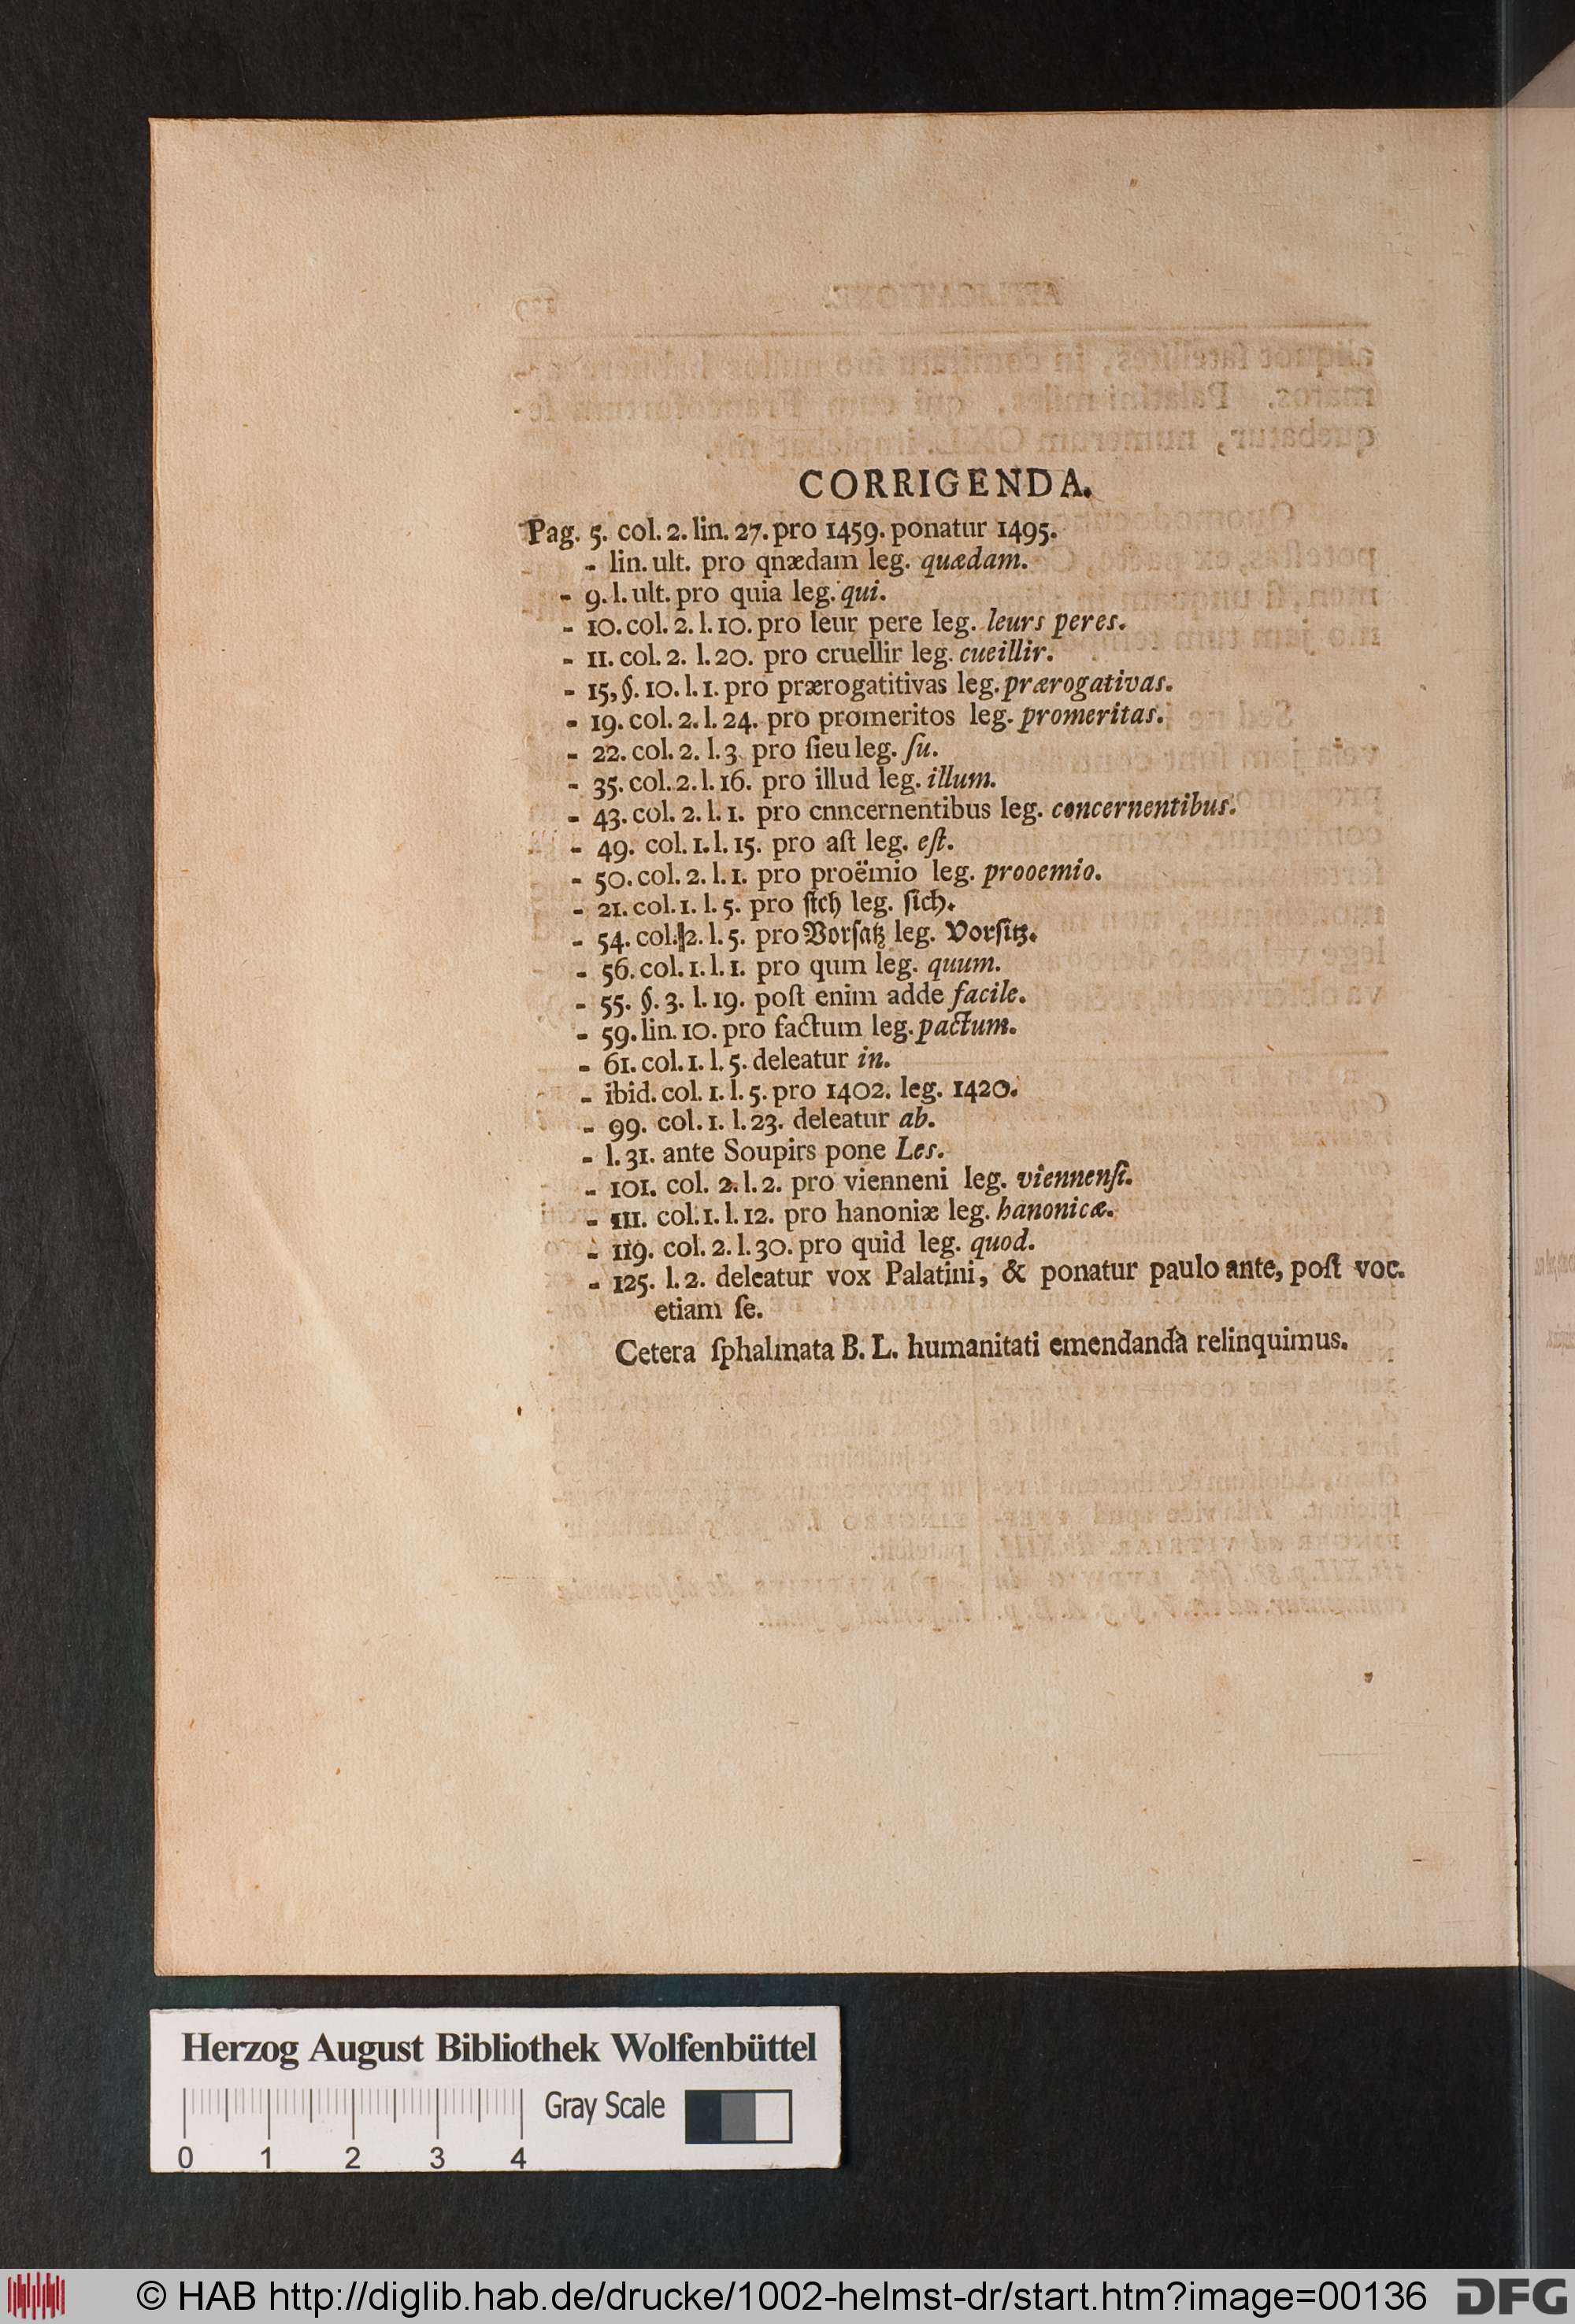 CORRIGENDA.
Pag. 5. col. 2. lin. 27. pro 1459. ponatur 1495.
- lin. ult. pro qnædam leg. quædam.
- 9. l. ult. pro quia leg. qui.
- 10. col. 2. l. 10. pro leur pere leg. leurs peres.
- 11. col. 2. l. 20. pro cruellir leg. cueillir.
- 15, §. 10. l. 1. pro prærogatitivas leg. prærogativas.
- 19. col. 2. l. 24. pro promeritos leg. promeritas.
- 22. col. 2. l. 3. pro ſieu leg. ſu.
- 35. col. 2. l. 16. pro illud leg. illum.
- 43. col. 2. l. 1. pro cnncernentibus leg. concernentibus.
- 49. col. 1. l. 15. pro aſt leg. eſt.
- 50. col. 2. l. 1. pro proëmio leg. prooemio.
- 21. col. 1. l. 5. pro ſtch leg. ſich.
- 54. col. 2. l. 5. pro Vorſatz leg. Vorſitz.
- 56. col. 1. l. 1. pro qum leg. quum.
- 55. §. 3. l. 19. poſt enim adde facile.
- 59. lin. 10. pro factum leg. pactum.
- 61. col. 1. l. 5. deleatur in.
- ibid. col. 1. l. 5. pro 1402. leg. 1420.
- 99. col. 1. l. 23. deleatur ab.
- l. 31. ante Soupirs pone Les.
- 101. col. 2. l. 2. pro vienneni leg. viennenſi.
- 111. col. 1. l. 12. pro hanoniæ leg. hanonicæ.
- 119. col. 2. l. 30. pro quid leg. quod.
- 125. l. 2. deleatur vox Palatini, & ponatur paulo ante, poſt voc.
etiam ſe.
Cetera ſphalmata B. L. humanitati emendanda relinquimus.
Herzog August Bibliothek Wolfenbüttel
Gray Scale
0 1 2 3 4
© HAB http://diglib.hab.de/drucke/1002-helmst-dr/start.htm?image=00136
DFG